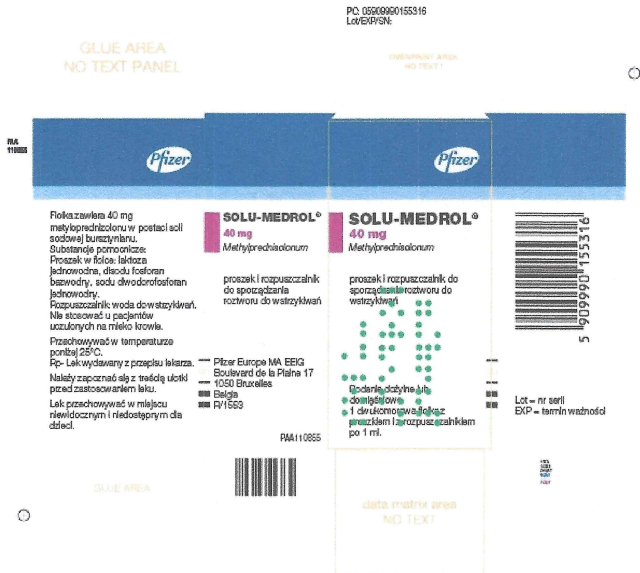 PC: 05909990155316
Lot/EXP/SN:
GLUE AREA
NO TEXT PANEL
TRANSPARENT AREA
NO TEXT!
PAA
110855
Pfizer
Pfizer
Fiolka zawiera 40 mg
metyloprednizolonu w postaci soli
sodowej bursztynianu.
Substancje pomocnicze:
Proszek w fiolce: laktoza
jednowodna, disodu fosforan
bezwodny, sodu diwodorofosforan
jednowodny.
Rozpuszczalnik: woda do wstrzykiwań.
Nie stosować u pacjentów
uczulonych na mleko krowie.
Przechowywać w temperaturze
poniżej 25°C.
Rp- Lek wydawany z przepisu lekarza.
Należy zapoznać się z treścią ulotki
przed zastosowaniem leku.
Lek przechowywać w miejscu
niewidocznym i niedostępnym dla
dzieci.
GLUE AREA
SOLU-MEDROL®
40 mg
Methylprednisolonum
proszek i rozpuszczalnik
do sporządzania
roztworu do wstrzykiwań
Pfizer Europe MA EEIG
Boulevard de la Plaine 17
1050 Bruxelles
Belgia
R/1593
PAA110855
SOLU-MEDROL®
40 mg
Methylprednisolonum
proszek i rozpuszczalnik do
sporządzania roztworu do
wstrzykiwań
Podanie dożylne lub
domięśniowe
1 dwukomorowa fiolka z
proszkiem i z rozpuszczalnikiem
po 1 ml.
data matrix area
NO TEXT
5 909990 155316
Lot = nr serii
EXP = termin ważności